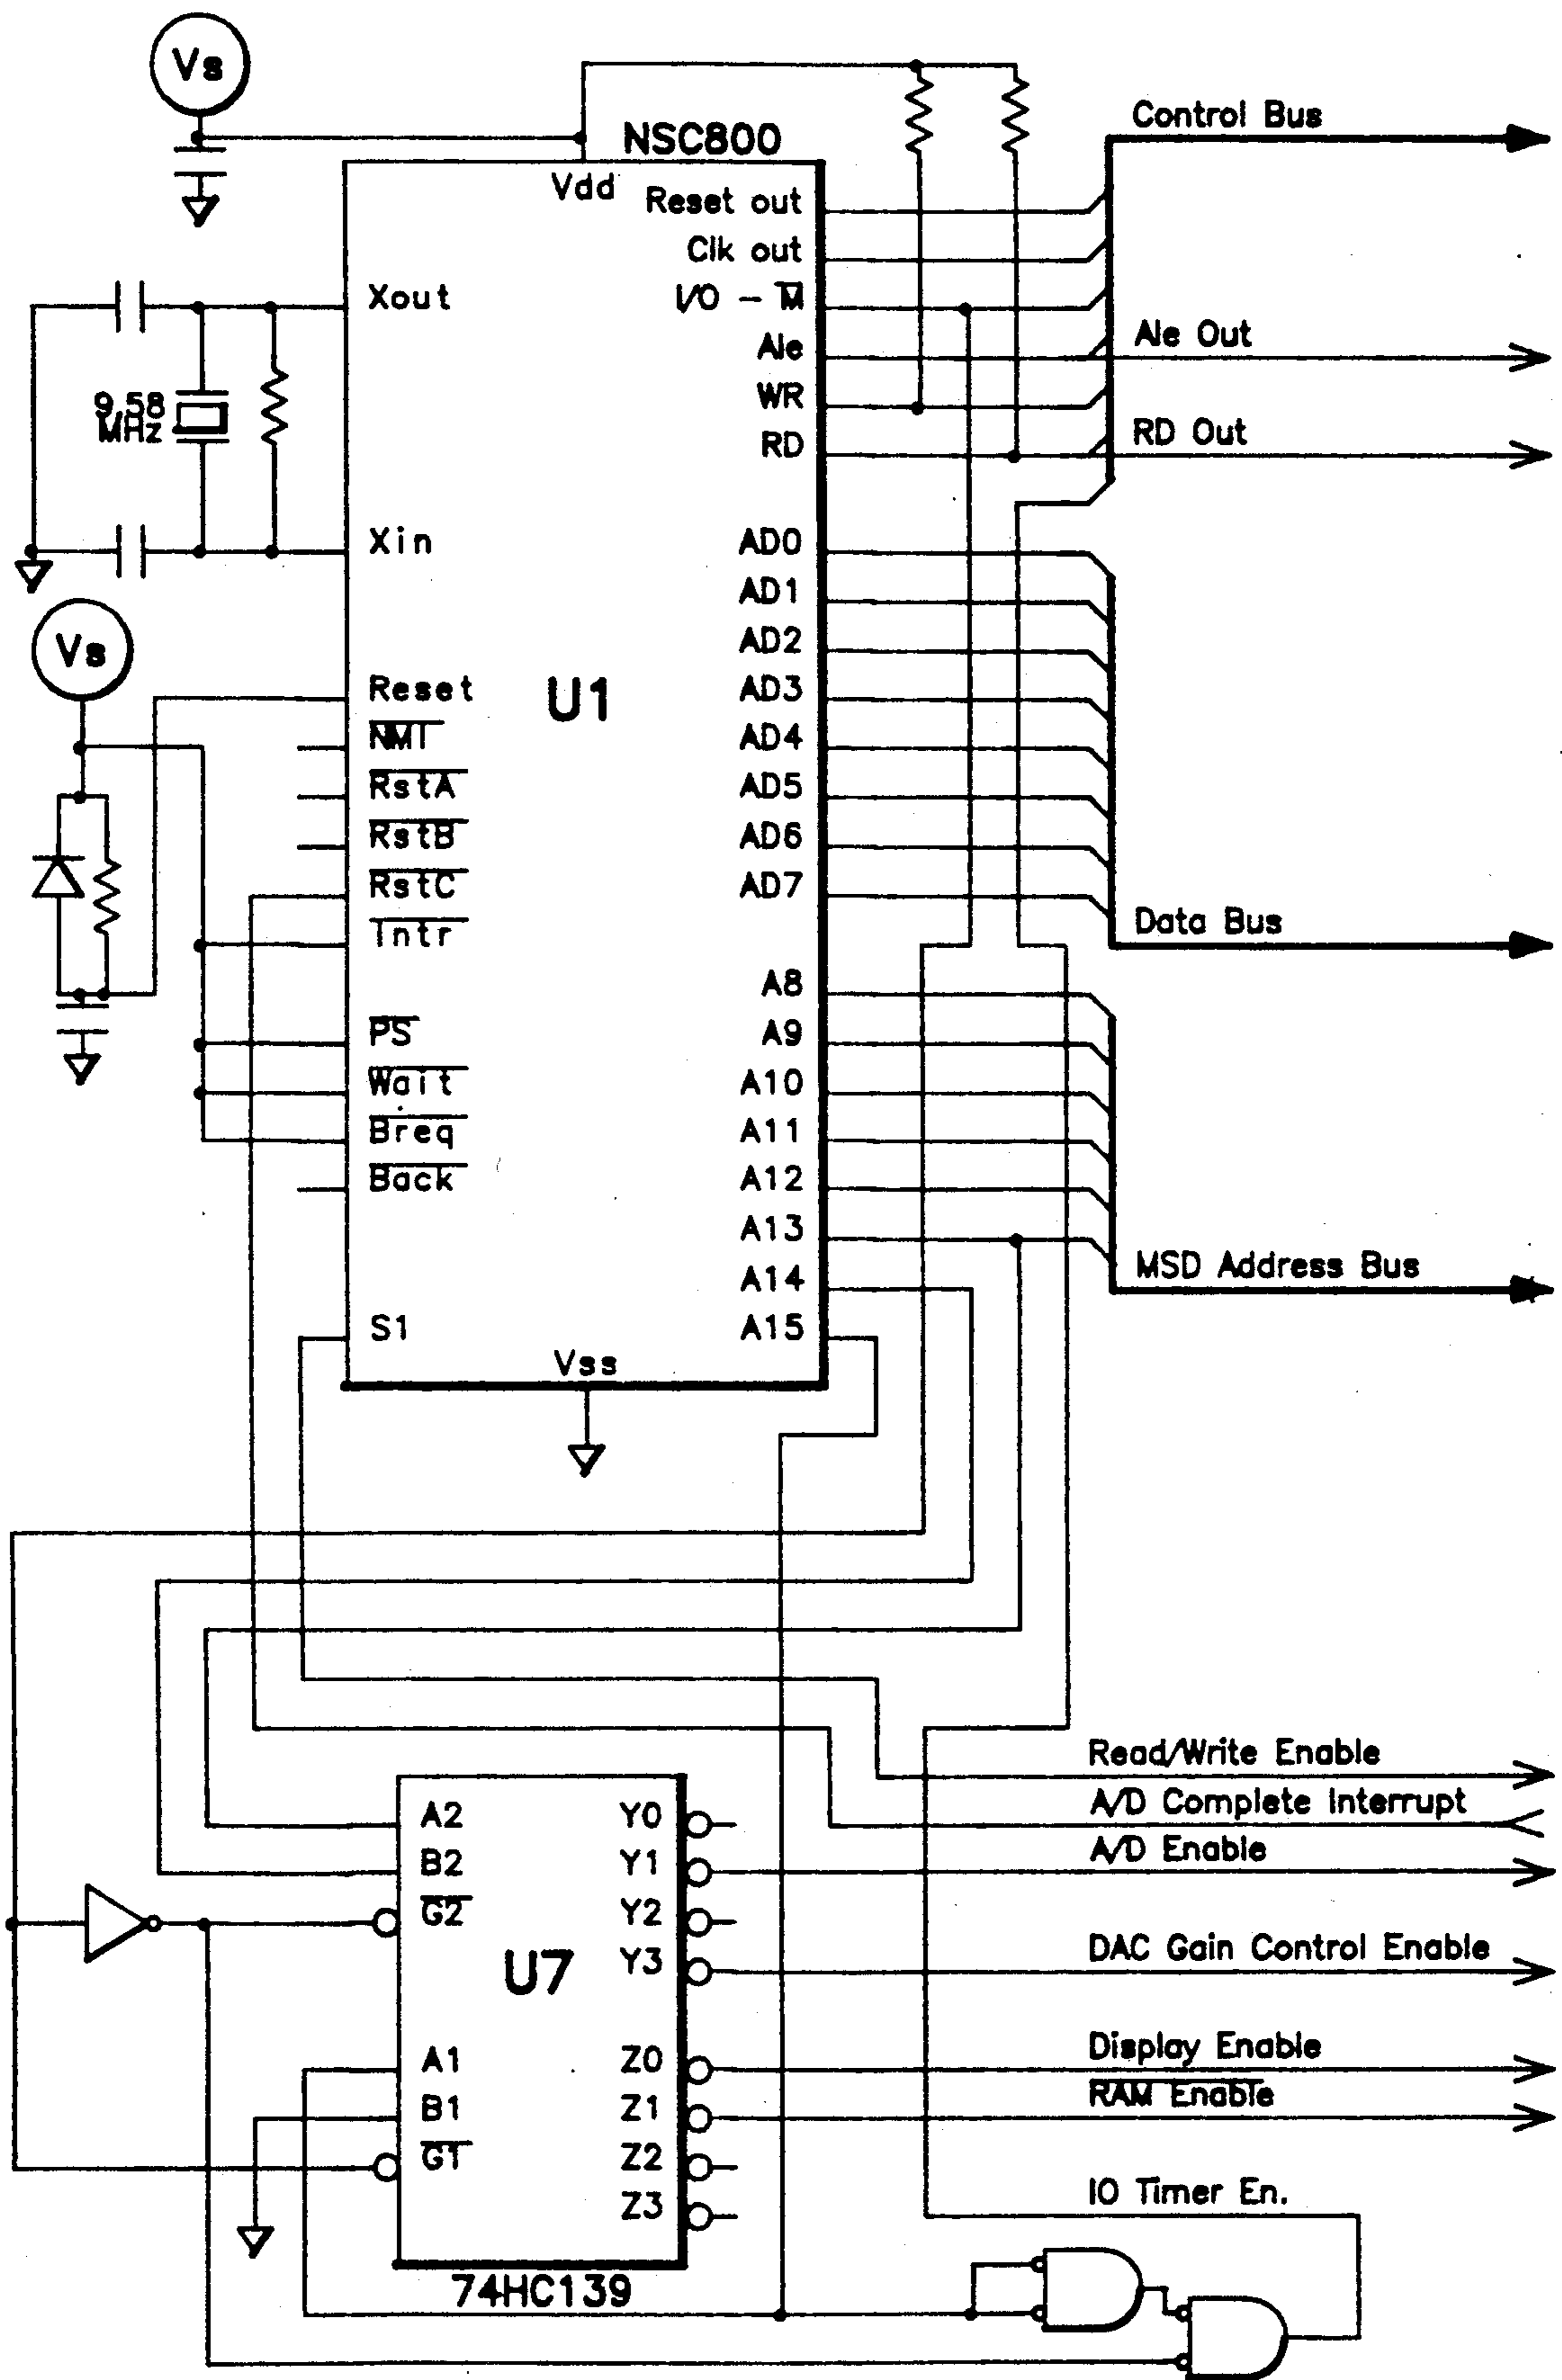 Vs
NSC800
Vdd
Reset out
Clk out
I/O - M̅
Ale
WR
RD
Control Bus
Ale Out
RD Out
Xout
9.58
MHz
Xin
Vs
Reset
NMI
RstA
RstB
RstC
Intr
PS
Wait
Breq
Back
S1
U1
Vss
AD0
AD1
AD2
AD3
AD4
AD5
AD6
AD7
Data Bus
A8
A9
A10
A11
A12
A13
A14
A15
MSD Address Bus
Read/Write Enable
A/D Complete Interrupt
A/D Enable
DAC Gain Control Enable
Display Enable
RAM Enable
IO Timer En.
A2
B2
G2
U7
A1
B1
G1
Y0
Y1
Y2
Y3
Z0
Z1
Z2
Z3
74HC139